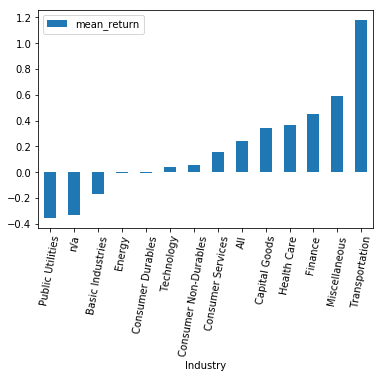 mean_return
1.2
1.0
0.8
0.6
0.4
0.2
0.0
−0.2
−0.4
Public Utilities
n/a
Basic Industries
Energy
Consumer Durables
Technology
Consumer Non-Durables
Consumer Services
All
Capital Goods
Health Care
Finance
Miscellaneous
Transportation
Industry